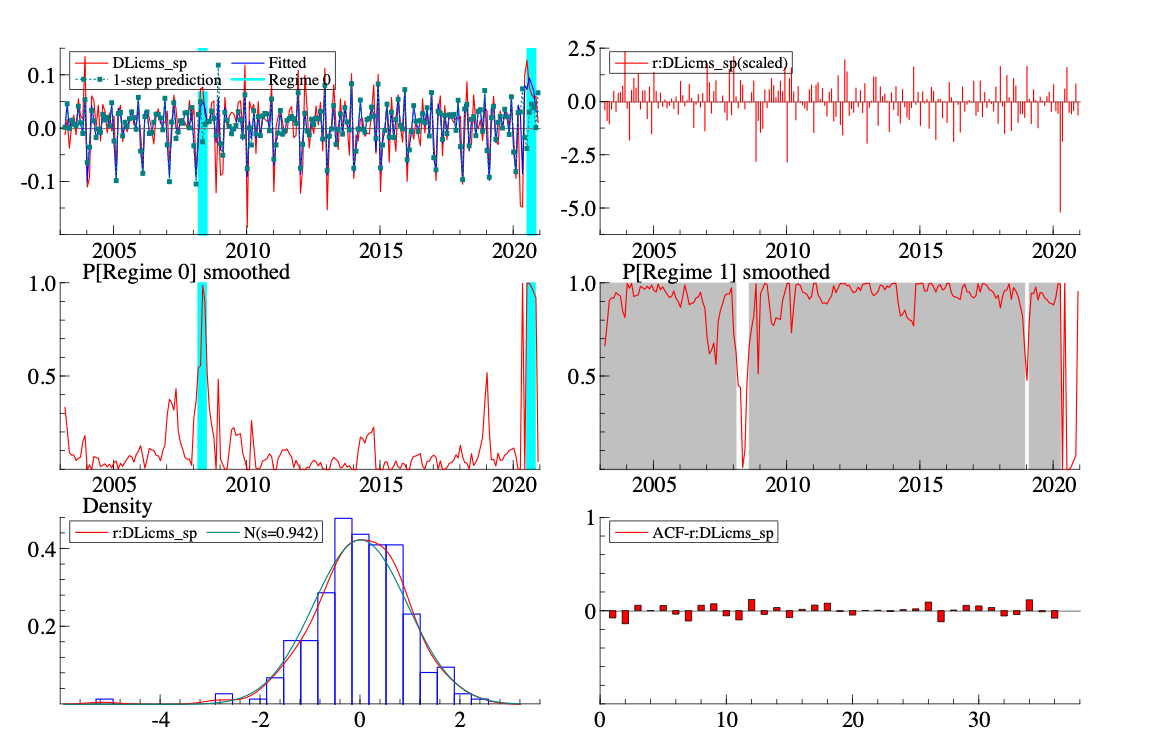 DLicms_sp Fitted
1-step prediction Regime 0
0.1
0.0
-0.1
2005 2010 2015 2020
r:DLicms_sp(scaled)
2.5
0.0
-2.5
-5.0
2005 2010 2015 2020
P[Regime 0] smoothed
1.0
0.5
2005 2010 2015 2020
P[Regime 1] smoothed
1.0
0.5
2005 2010 2015 2020
Density
r:DLicms_sp N(s=0.942)
0.4
0.2
-4 -2 0 2
ACF-r:DLicms_sp
1
0
0 10 20 30